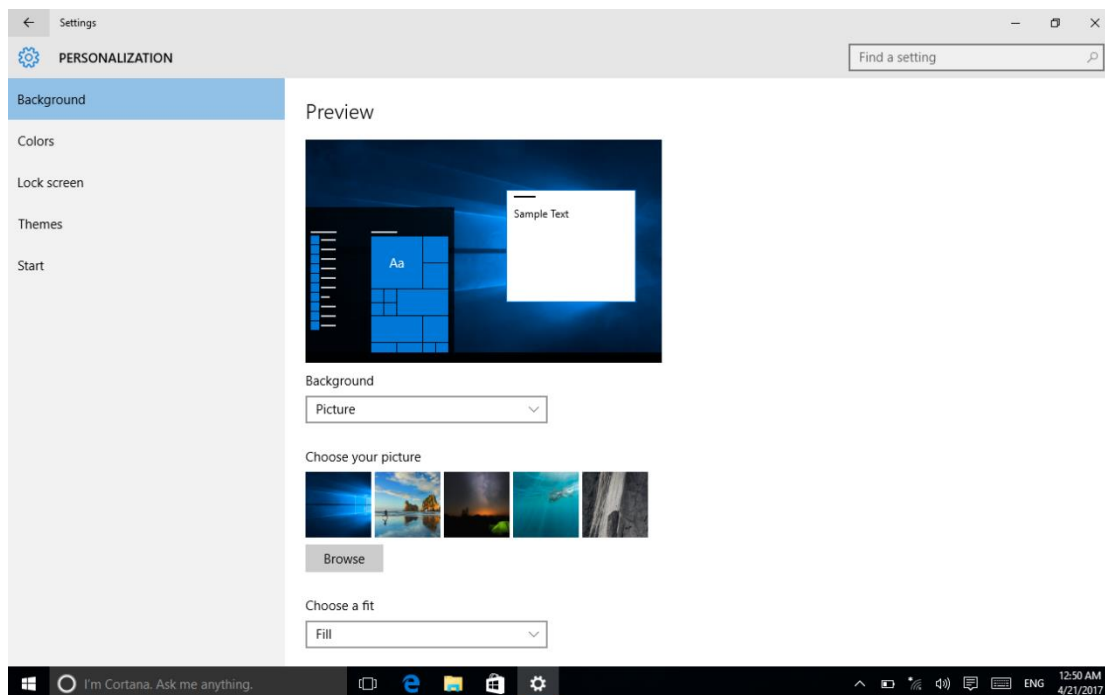 Settings
PERSONALIZATION
Find a setting
Background
Colors
Lock screen
Themes
Start
Preview
Sample Text
Aa
Background
Picture
Choose your picture
Browse
Choose a fit
Fill
I'm Cortana. Ask me anything.
ENG
12:50 AM
4/21/2017